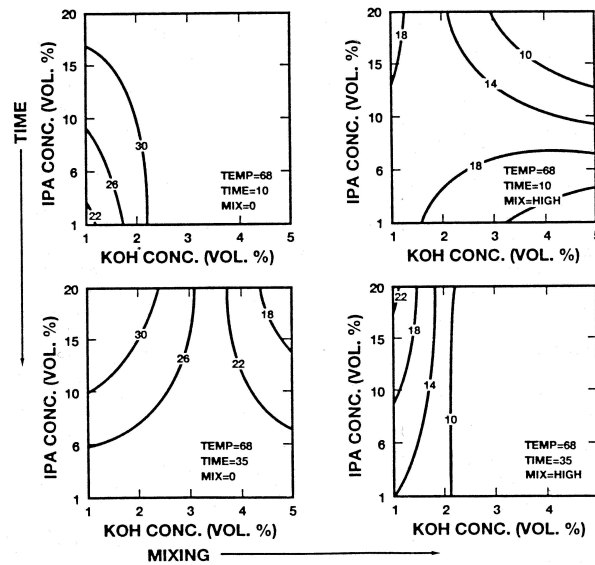 TIME
IPA CONC. (VOL. %)
20
15
10
6
1
30
26
22
TEMP=68
TIME=10
MIX=0
1 2 3 4 5
KOH CONC. (VOL. %)
IPA CONC. (VOL. %)
20
15
10
6
1
18
10
14
18
TEMP=68
TIME=10
MIX=HIGH
1 2 3 4 5
KOH CONC. (VOL. %)
IPA CONC. (VOL. %)
20
15
10
6
1
30
26
22
18
TEMP=68
TIME=35
MIX=0
1 2 3 4 5
KOH CONC. (VOL. %)
IPA CONC. (VOL. %)
20
15
10
6
1
22
18
14
10
TEMP=68
TIME=35
MIX=HIGH
1 2 3 4 5
KOH CONC. (VOL. %)
MIXING